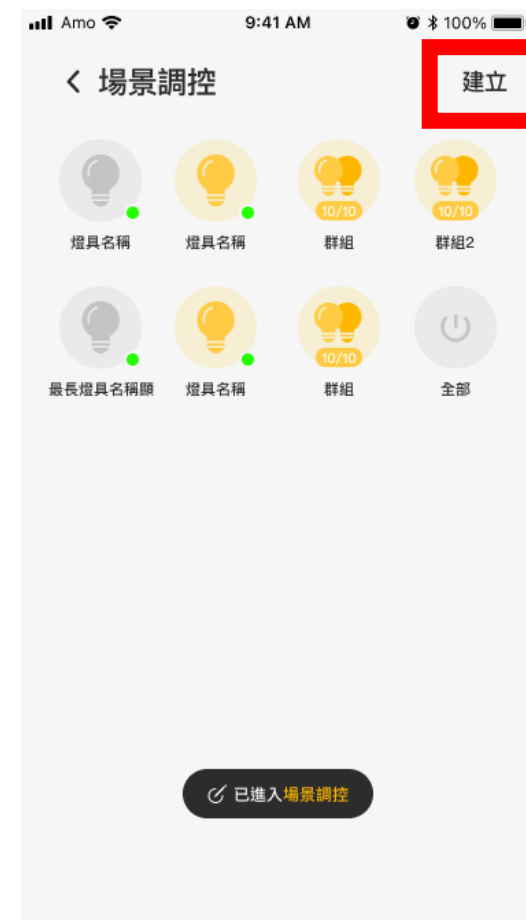 Amo 9:41 AM 100%
場景調控 建立
10/10 10/10
燈具名稱 燈具名稱 群組 群組2
10/10
最長燈具名稱顯 燈具名稱 群組 全部
已進入場景調控